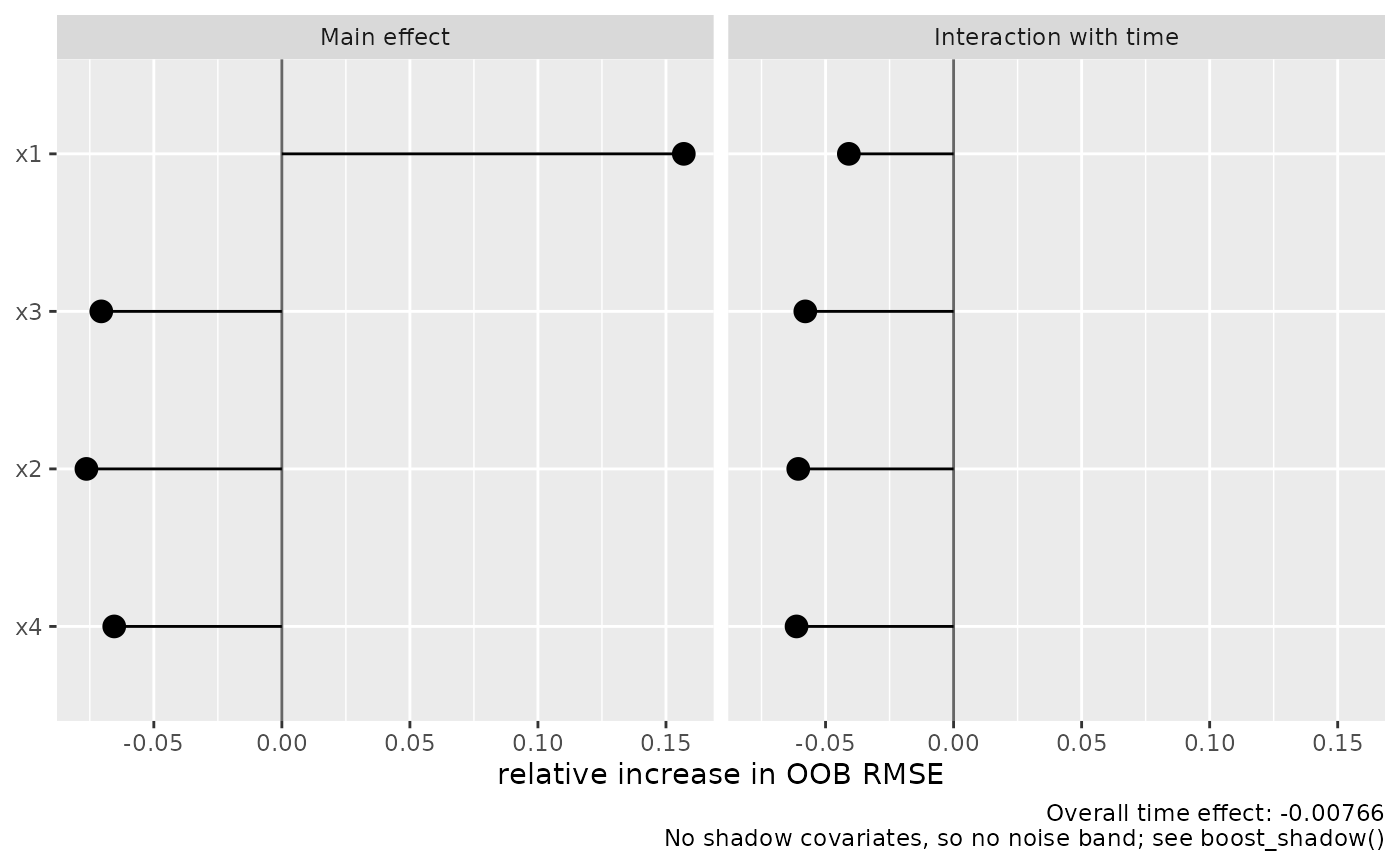 Main effect
Interaction with time
x1
x3
x2
x4
-0.05 0.00 0.05 0.10 0.15
-0.05 0.00 0.05 0.10 0.15
relative increase in OOB RMSE
Overall time effect: -0.00766
No shadow covariates, so no noise band; see boost_shadow()